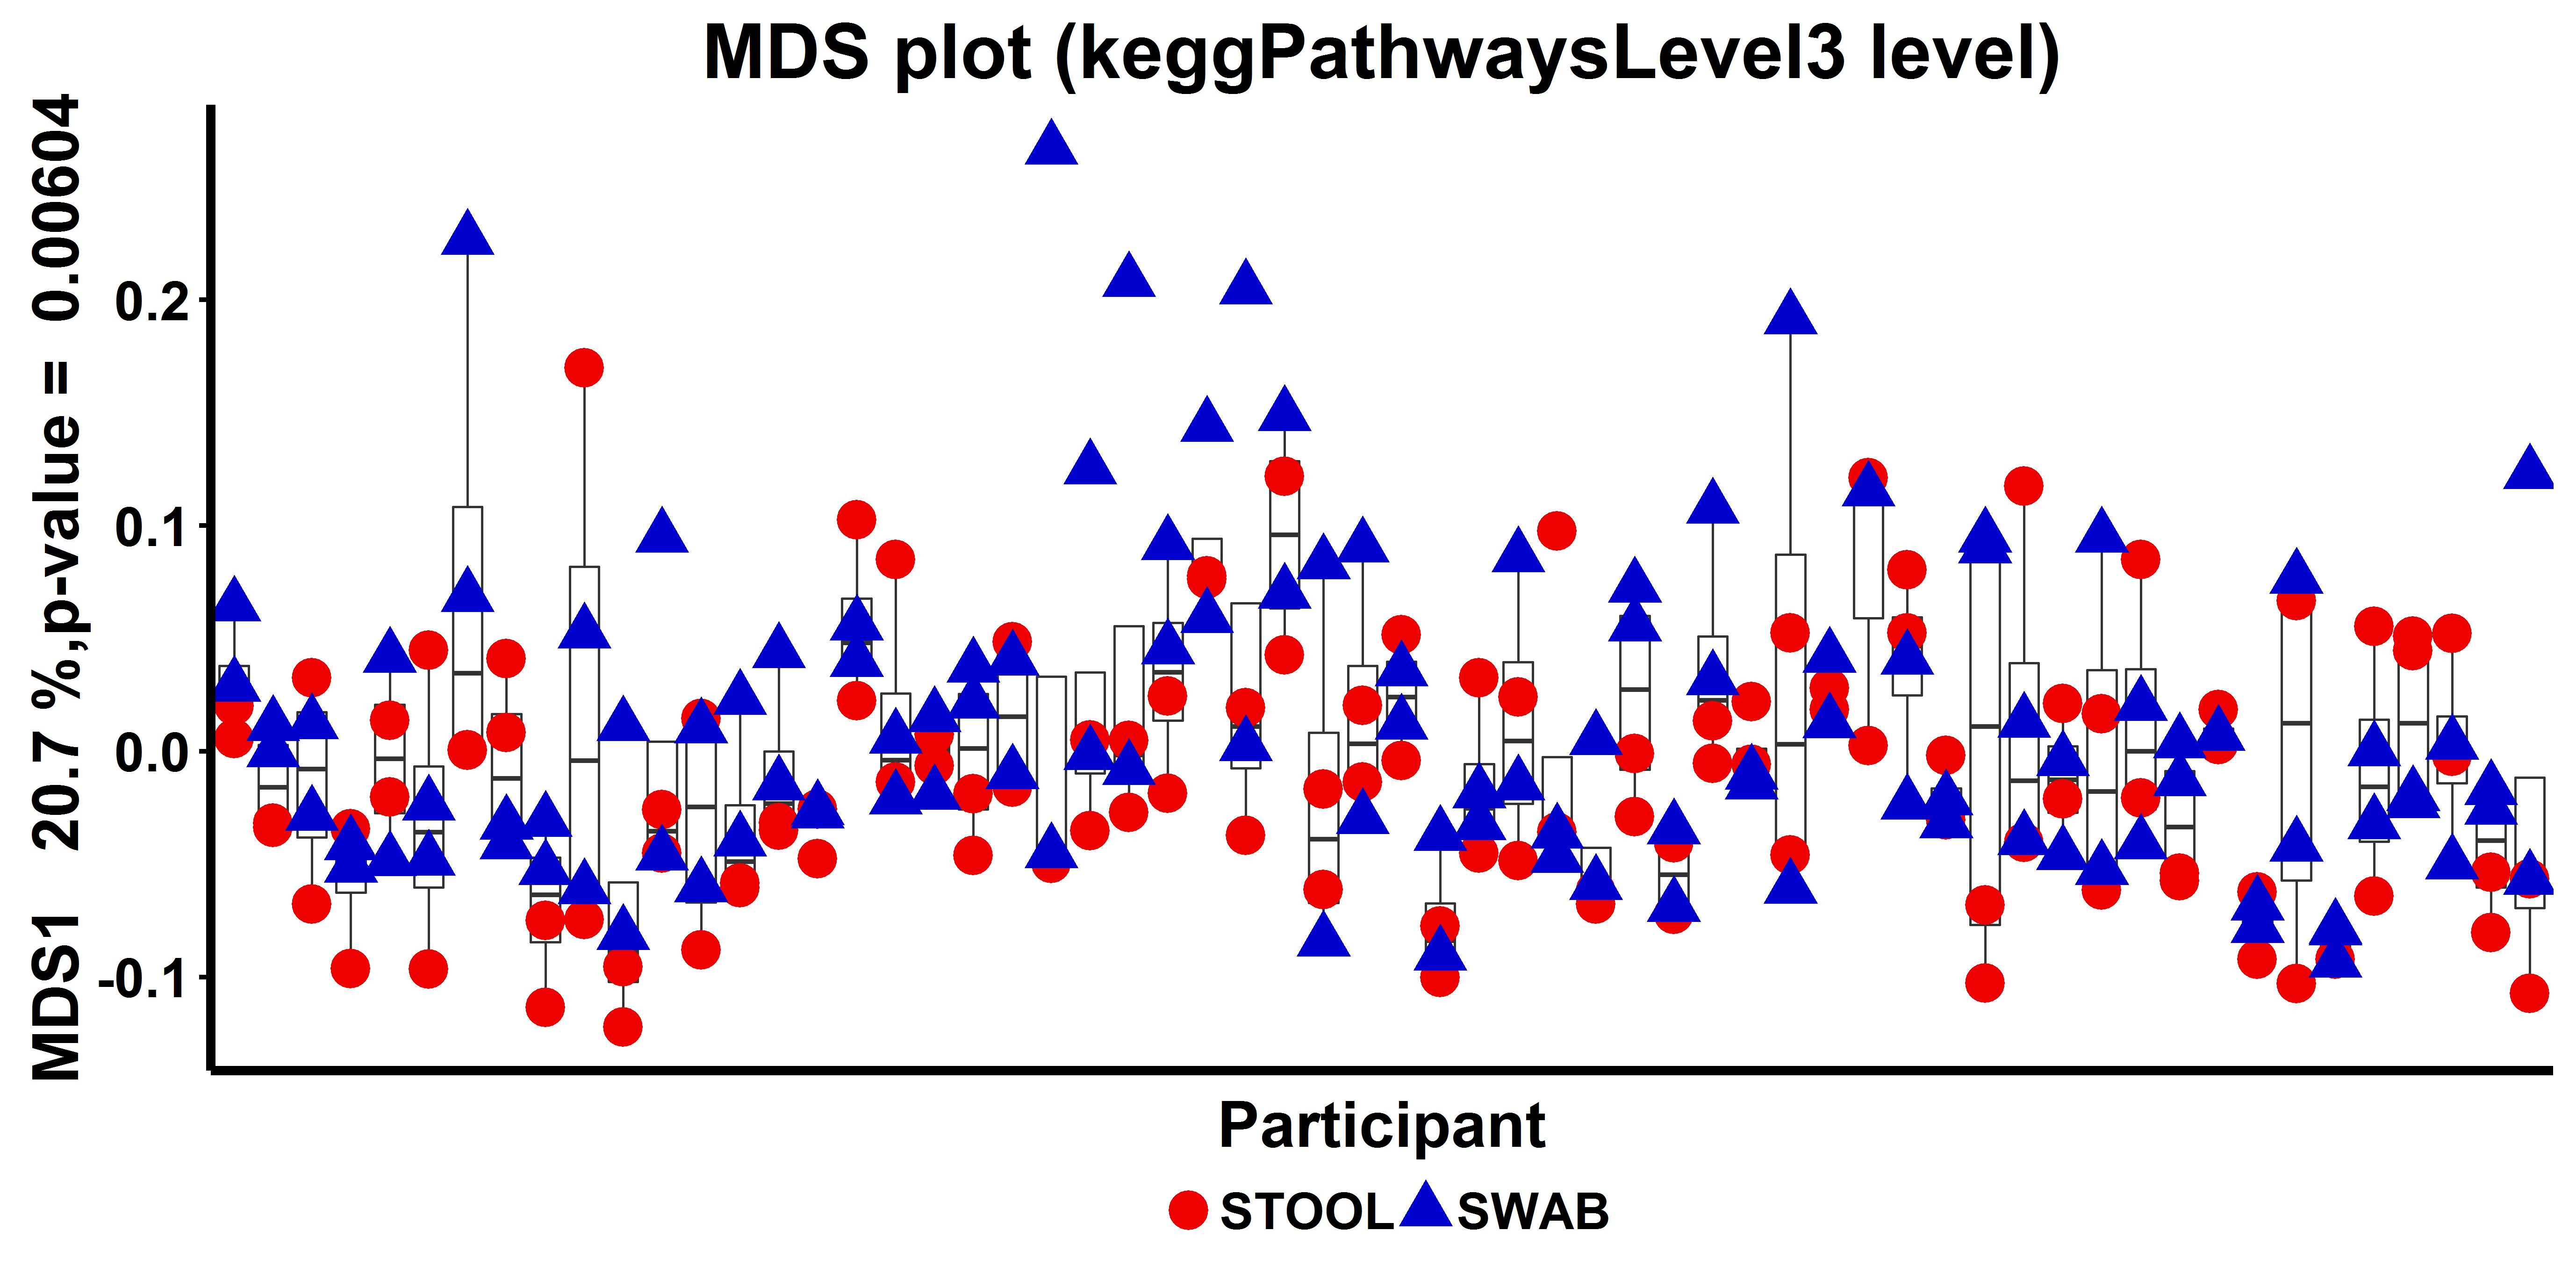 MDS plot (keggPathwaysLevel3 level)
MDS1 20.7 %,p-value = 0.00604
0.2
0.1
0.0
-0.1
Participant
STOOL SWAB